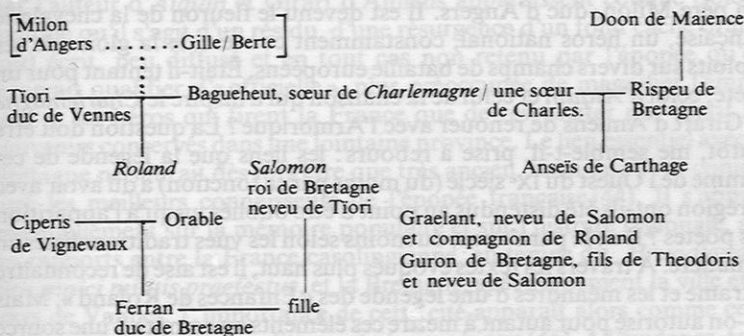 Milon
d'Angers . . . . . . . Gille/Berte
Doon de Maience
Tiori
duc de Vennes
Bagueheut, sœur de Charlemagne / une sœur
de Charles.
Rispeu de
Bretagne
Roland
Salomon
roi de Bretagne
neveu de Tiori
Anseïs de Carthage
Ciperis
de Vignevaux
Orable
Graelant, neveu de Salomon
et compagnon de Roland
Guron de Bretagne, fils de Theodoris
et neveu de Salomon
Ferran
duc de Bretagne
fille